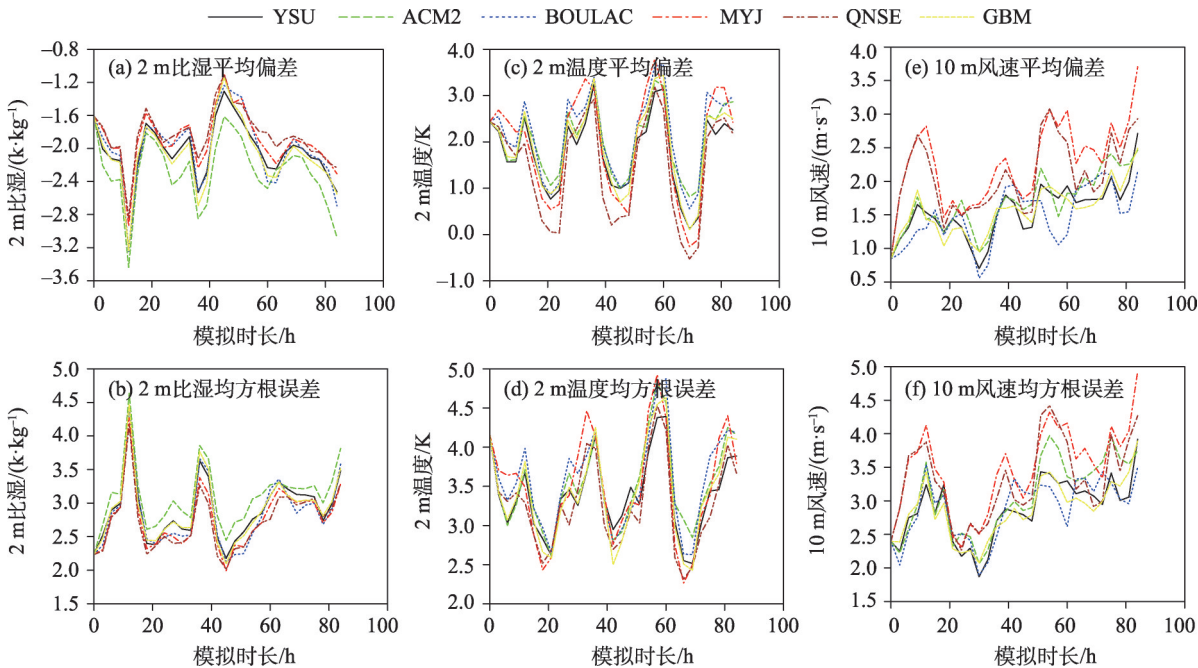 YSU ACM2 BOULAC MYJ QNSE GBM
(a) 2 m比湿平均偏差
2 m比湿/(k·kg⁻¹)
−0.8
−1.2
−1.6
−2.0
−2.4
−2.8
−3.2
−3.6
0 20 40 60 80 100
模拟时长/h
(c) 2 m温度平均偏差
2 m温度/K
4.0
3.0
2.0
1.0
0.0
−1.0
0 20 40 60 80 100
模拟时长/h
(e) 10 m风速平均偏差
10 m风速/(m·s⁻¹)
4.0
3.5
3.0
2.5
2.0
1.5
1.0
0.5
0 20 40 60 80 100
模拟时长/h
(b) 2 m比湿均方根误差
2 m比湿/(k·kg⁻¹)
5.0
4.5
4.0
3.5
3.0
2.5
2.0
1.5
0 20 40 60 80 100
模拟时长/h
(d) 2 m温度均方根误差
2 m温度/K
5.0
4.5
4.0
3.5
3.0
2.5
2.0
0 20 40 60 80 100
模拟时长/h
(f) 10 m风速均方根误差
10 m风速/(m·s⁻¹)
5.0
4.5
4.0
3.5
3.0
2.5
2.0
1.5
0 20 40 60 80 100
模拟时长/h